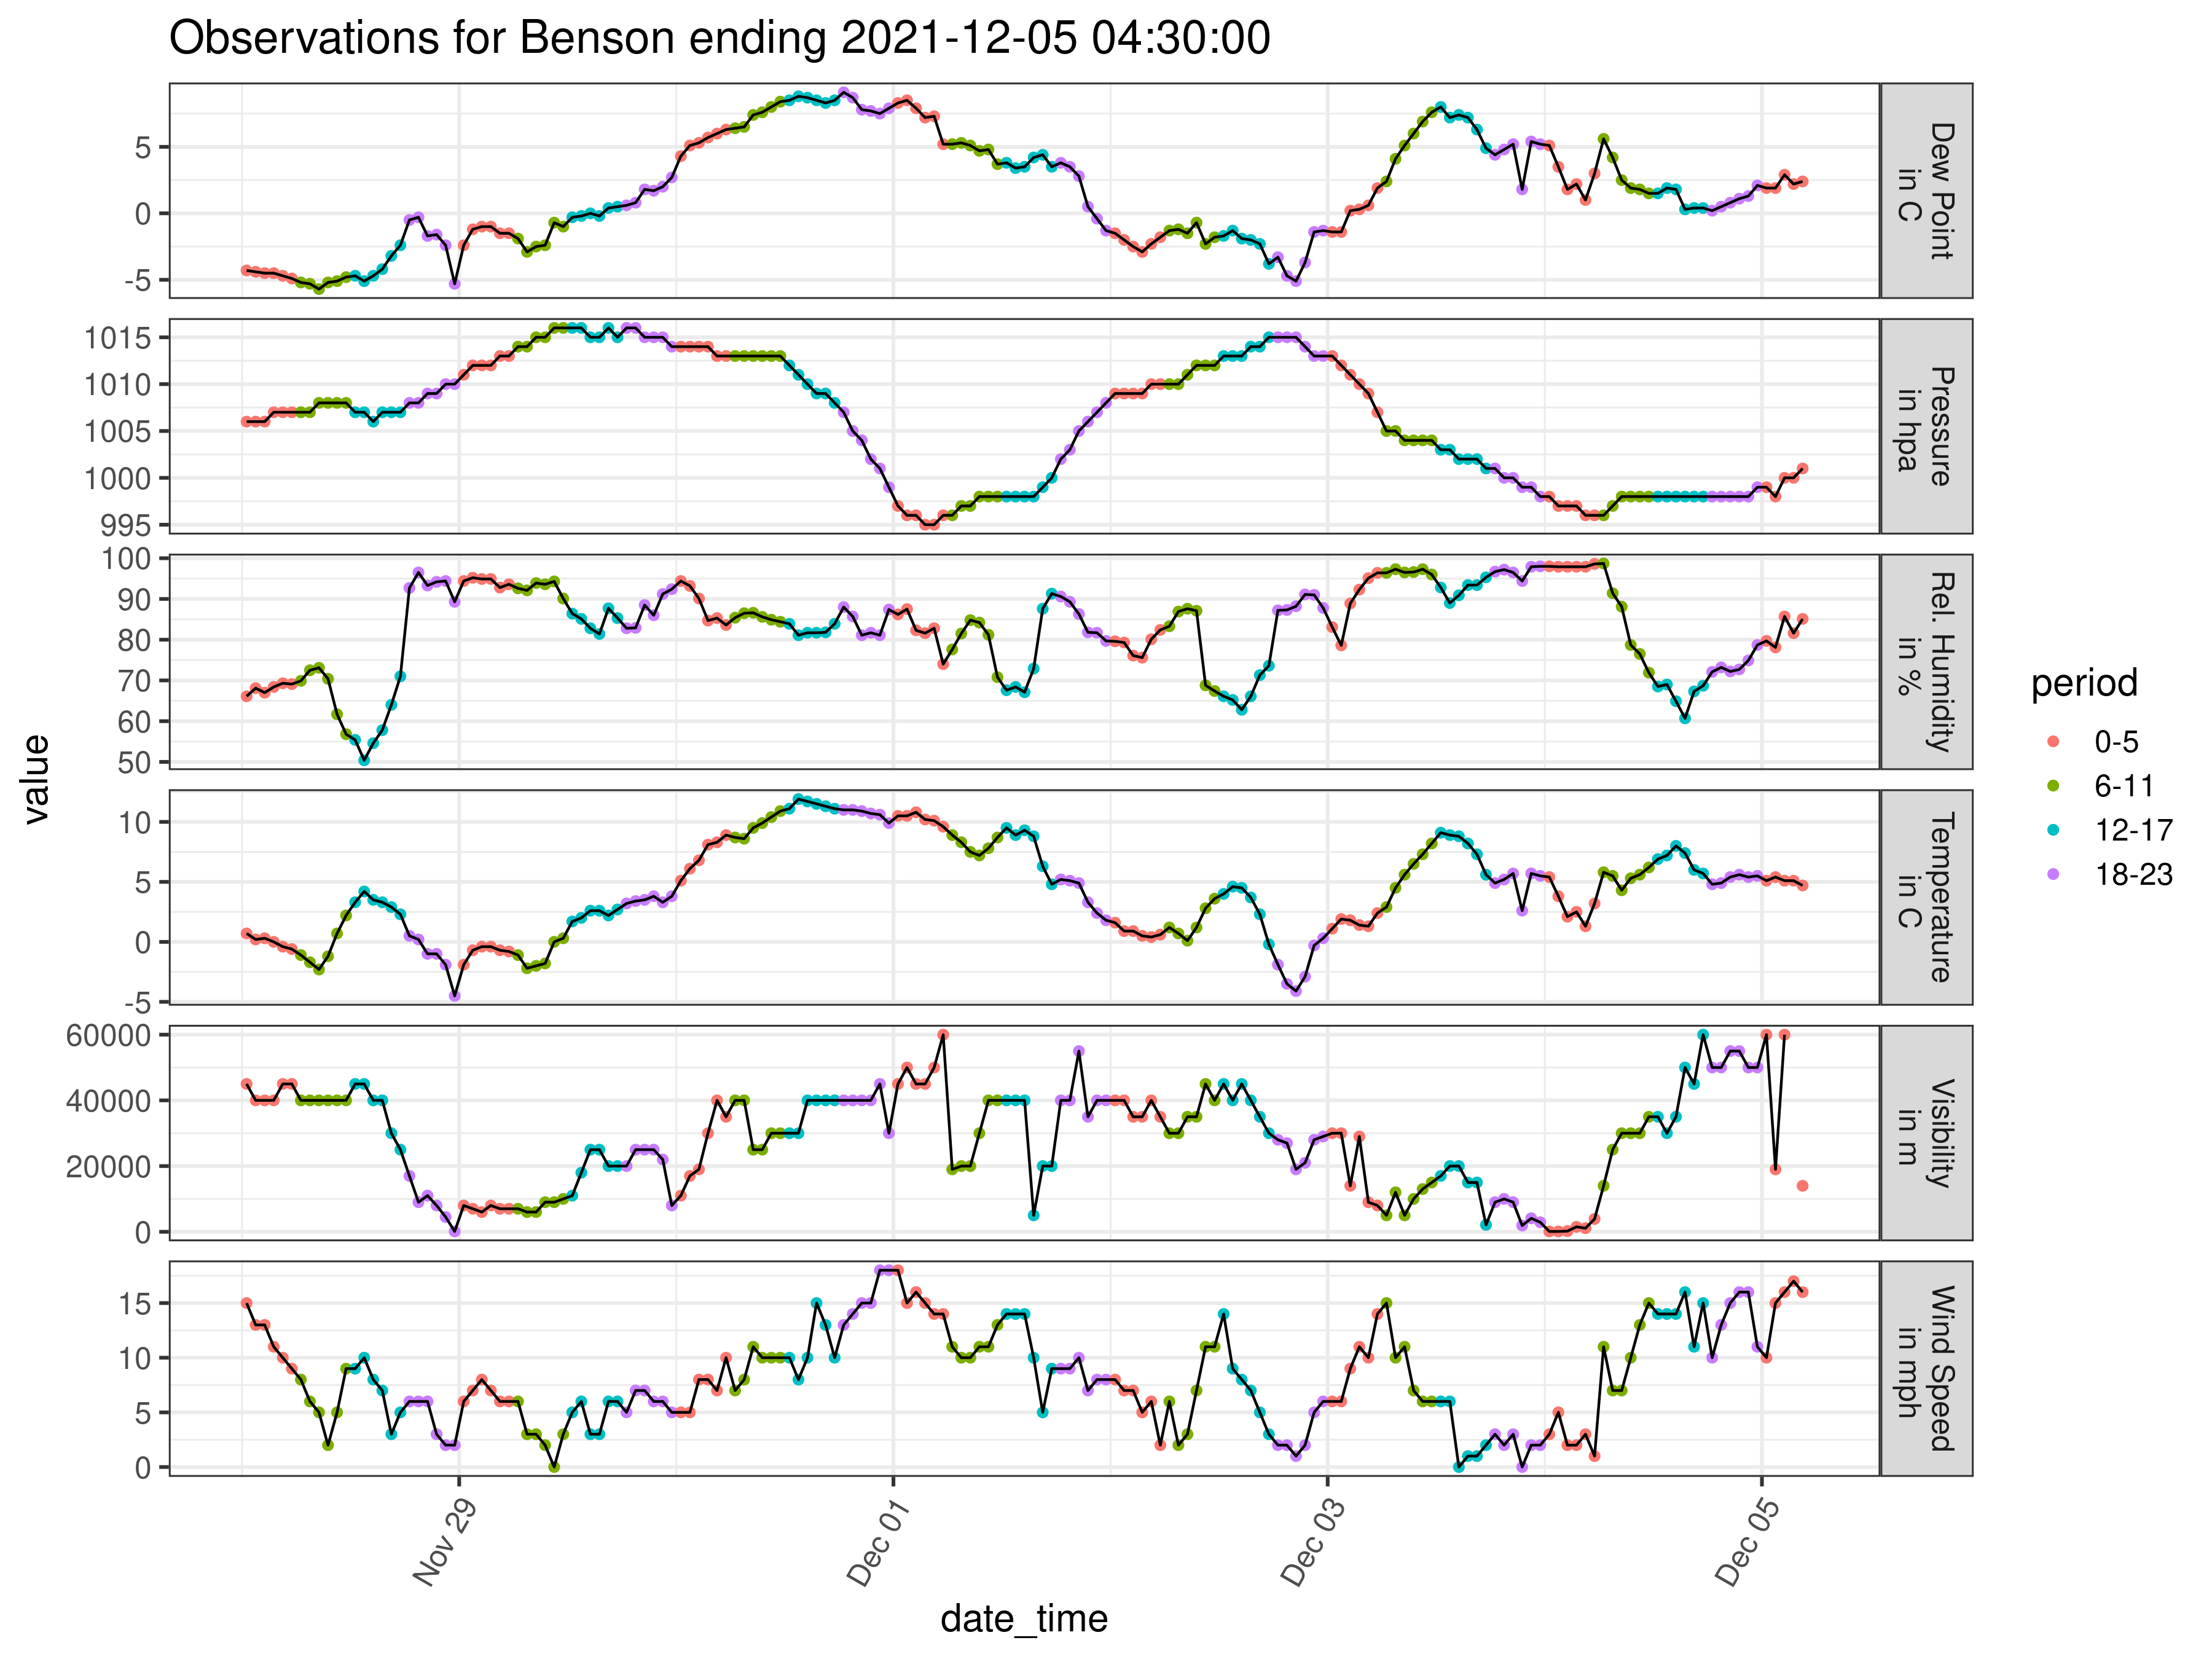 Observations for Benson ending 2021-12-05 04:30:00
value
5
0
-5
Dew Point
in C
1015
1010
1005
1000
995
Pressure
in hpa
100
90
80
70
60
50
Rel. Humidity
in %
10
5
0
-5
Temperature
in C
60000
40000
20000
0
Visibility
in m
15
10
5
0
Wind Speed
in mph
Nov 29
Dec 01
Dec 03
Dec 05
date_time
period
0-5
6-11
12-17
18-23